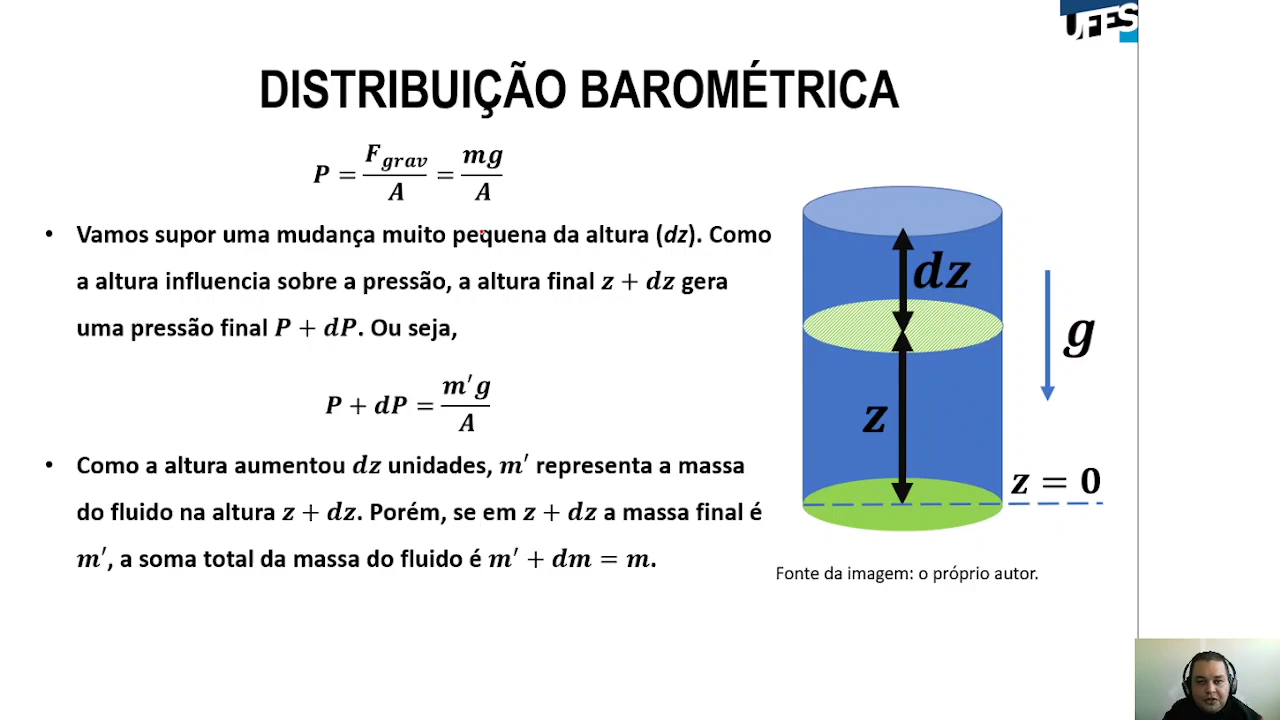 UFES
DISTRIBUIÇÃO BAROMÉTRICA
P = F_grav / A = mg / A
• Vamos supor uma mudança muito pequena da altura (dz). Como
a altura influencia sobre a pressão, a altura final z + dz gera
uma pressão final P + dP. Ou seja,
P + dP = m′g / A
• Como a altura aumentou dz unidades, m′ representa a massa
do fluido na altura z + dz. Porém, se em z + dz a massa final é
m′, a soma total da massa do fluido é m′ + dm = m.
dz
g
z
z = 0
Fonte da imagem: o próprio autor.